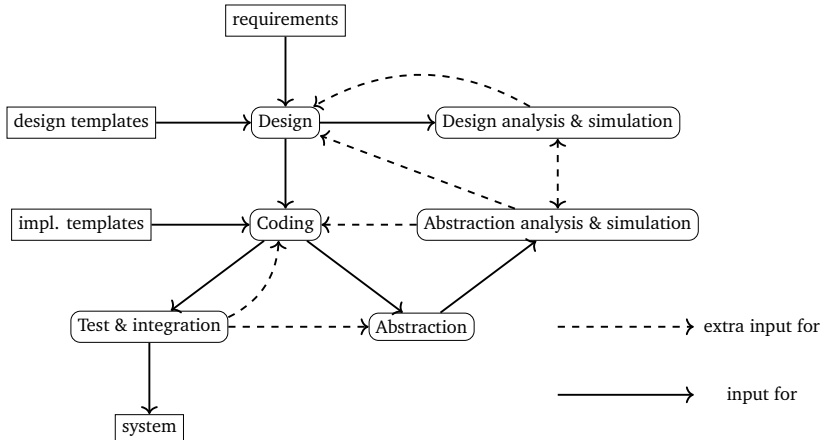 requirements
design templates
Design
Design analysis & simulation
impl. templates
Coding
Abstraction analysis & simulation
Test & integration
Abstraction
extra input for
input for
system